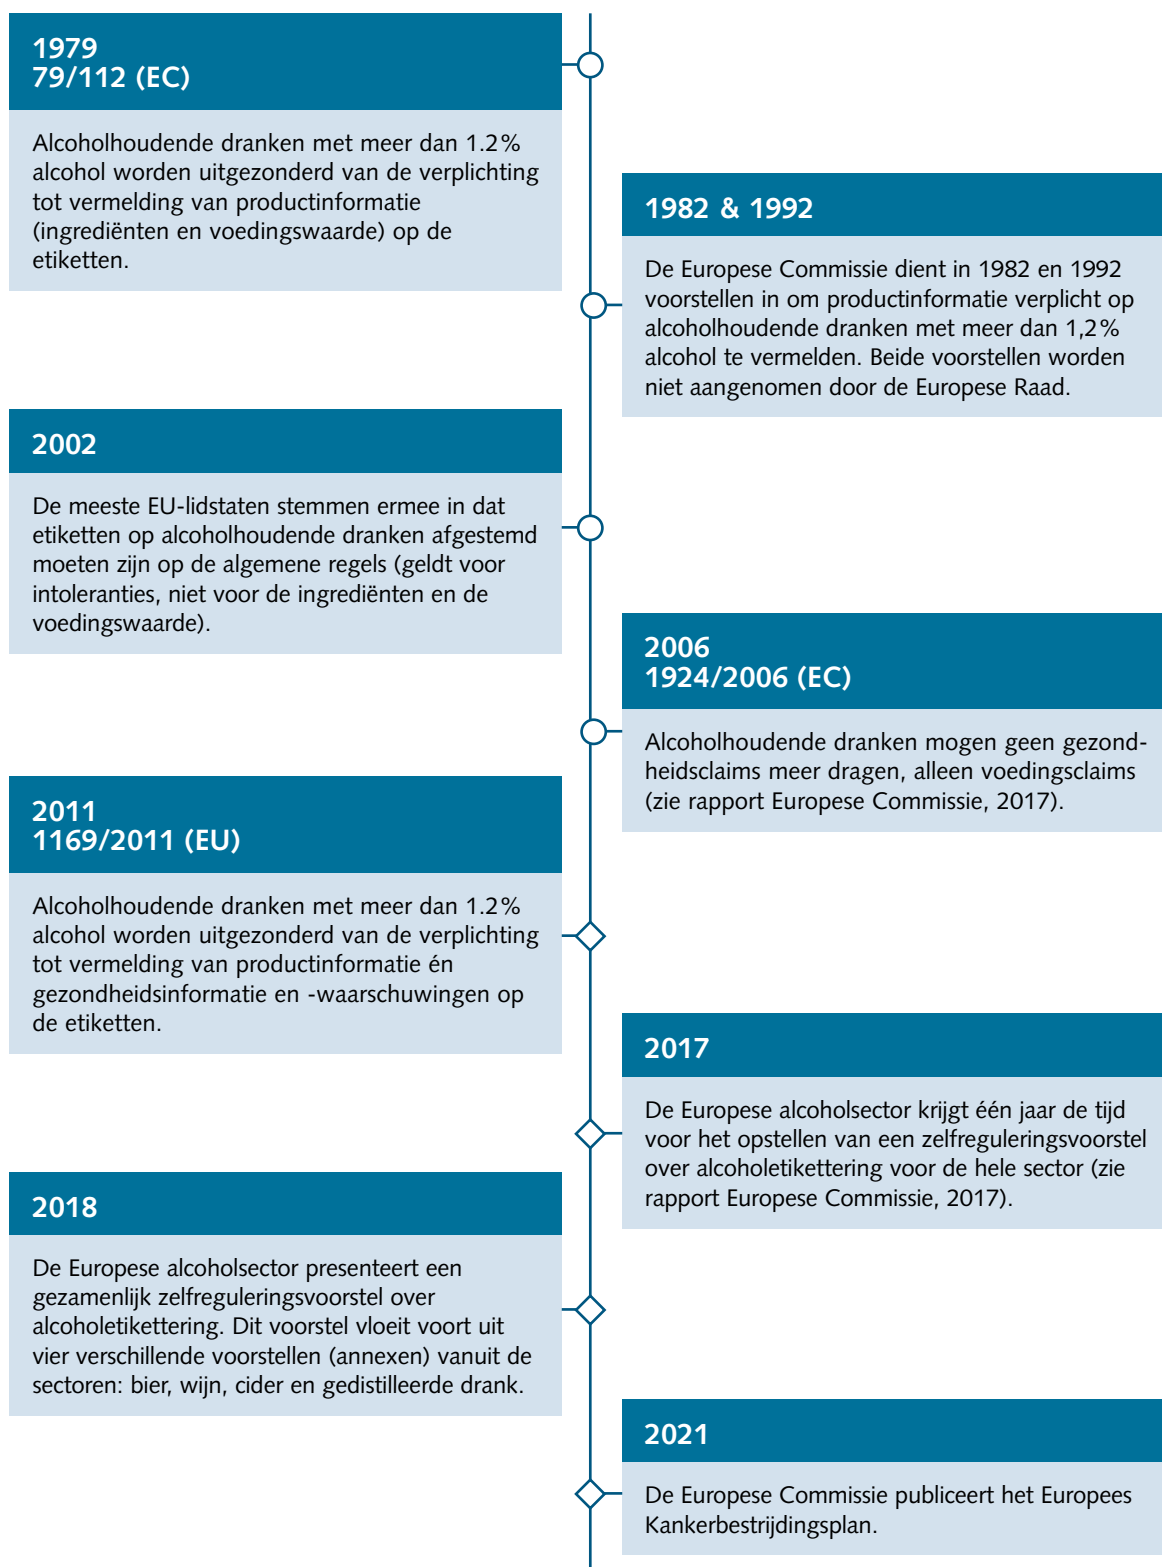 1979
79/112 (EC)
Alcoholhoudende dranken met meer dan 1.2%
alcohol worden uitgezonderd van de verplichting
tot vermelding van productinformatie
(ingrediënten en voedingswaarde) op de
etiketten.
1982 & 1992
De Europese Commissie dient in 1982 en 1992
voorstellen in om productinformatie verplicht op
alcoholhoudende dranken met meer dan 1,2%
alcohol te vermelden. Beide voorstellen worden
niet aangenomen door de Europese Raad.
2002
De meeste EU-lidstaten stemmen ermee in dat
etiketten op alcoholhoudende dranken afgestemd
moeten zijn op de algemene regels (geldt voor
intoleranties, niet voor de ingrediënten en de
voedingswaarde).
2006
1924/2006 (EC)
Alcoholhoudende dranken mogen geen gezond-
heidsclaims meer dragen, alleen voedingsclaims
(zie rapport Europese Commissie, 2017).
2011
1169/2011 (EU)
Alcoholhoudende dranken met meer dan 1.2%
alcohol worden uitgezonderd van de verplichting
tot vermelding van productinformatie én
gezondheidsinformatie en -waarschuwingen op
de etiketten.
2017
De Europese alcoholsector krijgt één jaar de tijd
voor het opstellen van een zelfreguleringsvoorstel
over alcoholetikettering voor de hele sector (zie
rapport Europese Commissie, 2017).
2018
De Europese alcoholsector presenteert een
gezamenlijk zelfreguleringsvoorstel over
alcoholetikettering. Dit voorstel vloeit voort uit
vier verschillende voorstellen (annexen) vanuit de
sectoren: bier, wijn, cider en gedistilleerde drank.
2021
De Europese Commissie publiceert het Europees
Kankerbestrijdingsplan.